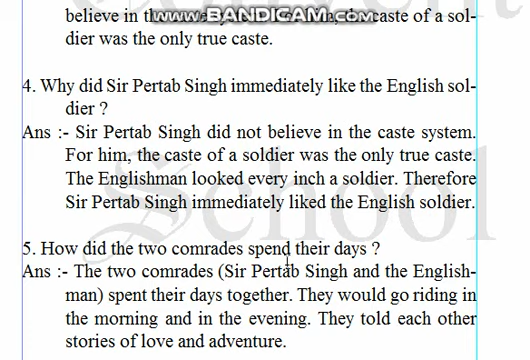 believe in th
www.BANDICAM.com
caste of a sol-
dier was the only true caste.
4. Why did Sir Pertab Singh immediately like the English sol-
dier ?
Ans :- Sir Pertab Singh did not believe in the caste system.
For him, the caste of a soldier was the only true caste.
The Englishman looked every inch a soldier. Therefore
Sir Pertab Singh immediately liked the English soldier.
School
5. How did the two comrades spend their days ?
Ans :- The two comrades (Sir Pertab Singh and the English-
man) spent their days together. They would go riding in
the morning and in the evening. They told each other
stories of love and adventure.